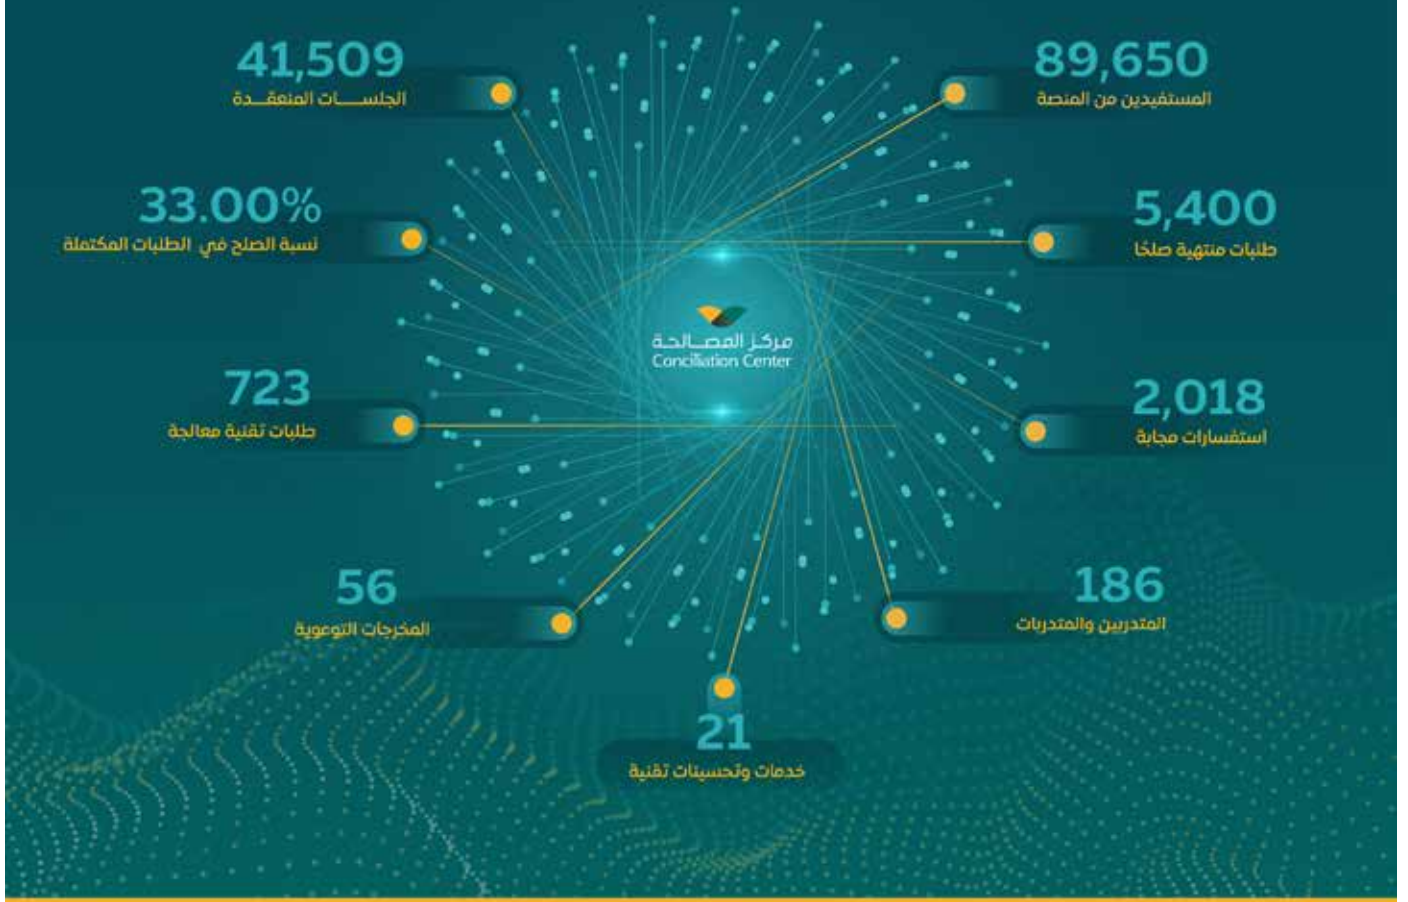 89,650
المستفيدين من المنصة
41,509
الجلســـات المنعقـــدة
5,400
طلبات منتهية صلحًا
33.00%
نسبة الصلح في الطلبات المكتملة
مركز المصـــالحـة
Conciliation Center
2,018
استفسارات مجابة
723
طلبات تقنية معالجة
186
المتدربين والمتدربات
56
المخرجات التوعوية
21
خدمات وتحسينات تقنية